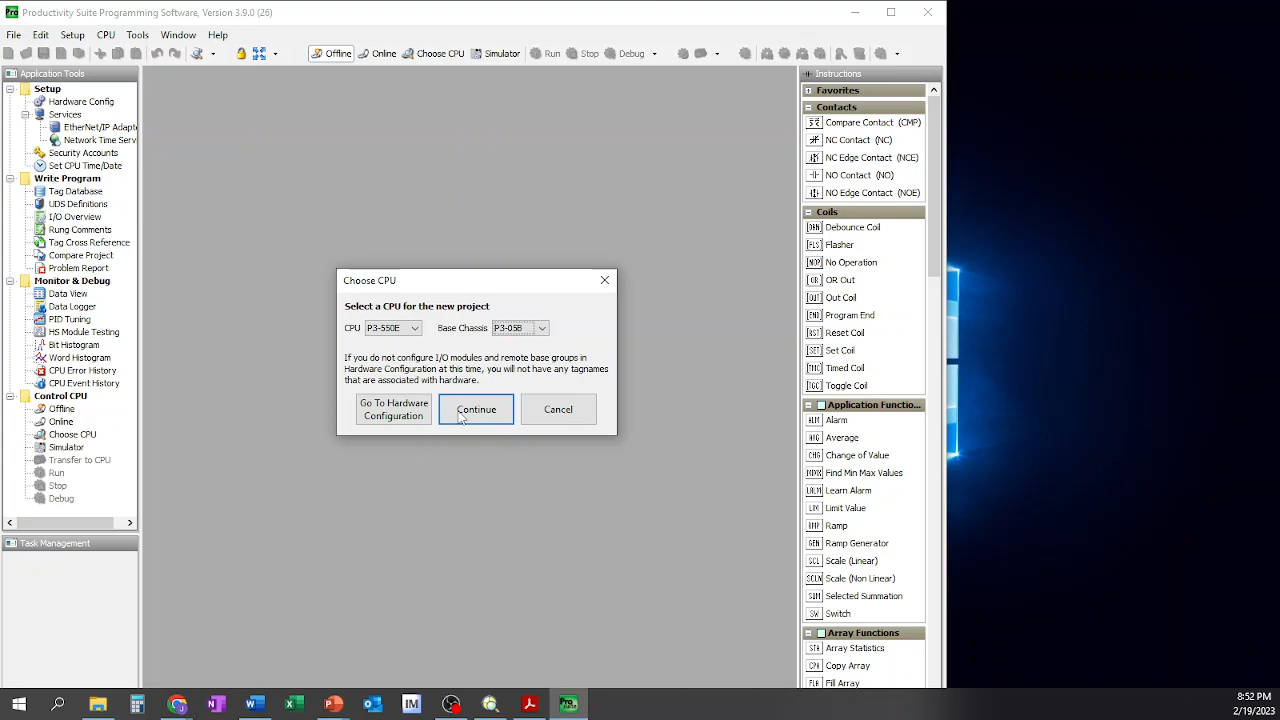 Productivity Suite Programming Software, Version 3.9.0 (26)
File Edit Setup CPU Tools Window Help
Offline Online Choose CPU Simulator Run Stop Debug
Application Tools
Setup
Hardware Config
Services
EtherNet/IP Adapt
Network Time Serv
Security Accounts
Set CPU Time/Date
Write Program
Tag Database
UDS Definitions
I/O Overview
Rung Comments
Tag Cross Reference
Compare Project
Problem Report
Monitor & Debug
Data View
Data Logger
PID Tuning
HS Module Testing
Bit Histogram
Word Histogram
CPU Error History
CPU Event History
Control CPU
Offline
Online
Choose CPU
Simulator
Transfer to CPU
Run
Stop
Debug
Task Management
Choose CPU
Select a CPU for the new project
CPU P3-550E Base Chassis P3-05B
If you do not configure I/O modules and remote base groups in
Hardware Configuration at this time, you will not have any tagnames
that are associated with hardware.
Go To Hardware
Configuration
Continue
Cancel
Instructions
Favorites
Contacts
Compare Contact (CMP)
NC Contact (NC)
NC Edge Contact (NCE)
NO Contact (NO)
NO Edge Contact (NOE)
Coils
Debounce Coil
Flasher
No Operation
OR Out
Out Coil
Program End
Reset Coil
Set Coil
Timed Coil
Toggle Coil
Application Functio...
Alarm
Average
Change of Value
Find Min Max Values
Learn Alarm
Limit Value
Ramp
Ramp Generator
Scale (Linear)
Scale (Non Linear)
Selected Summation
Switch
Array Functions
Array Statistics
Copy Array
Fill Array
8:52 PM
2/19/2023